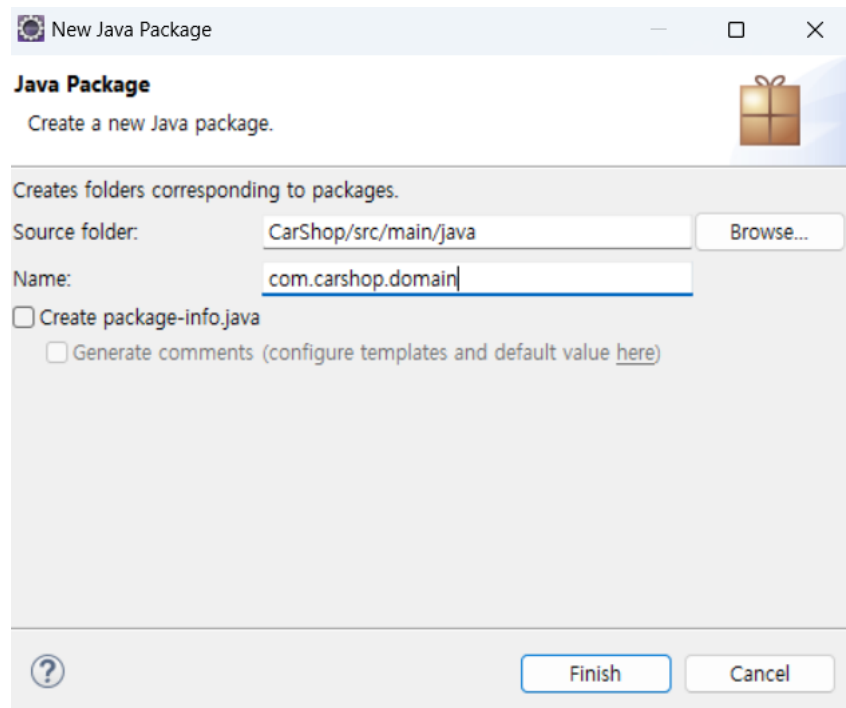 New Java Package
Java Package
Create a new Java package.
Creates folders corresponding to packages.
Source folder: CarShop/src/main/java Browse...
Name: com.carshop.domain
Create package-info.java
Generate comments (configure templates and default value here)
? Finish Cancel